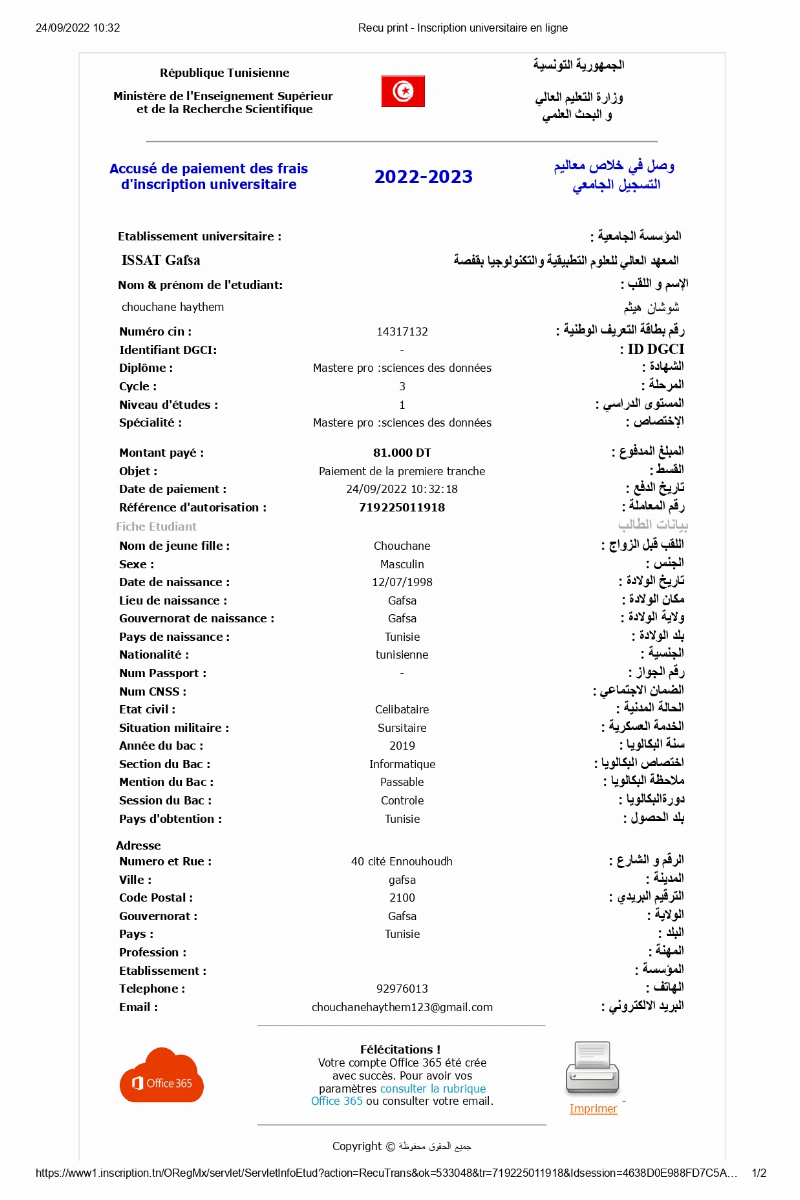 24/09/2022 10:32 Recu print - Inscription universitaire en ligne
République Tunisienne الجمهورية التونسية
Ministère de l'Enseignement Supérieur وزارة التعليم العالي
et de la Recherche Scientifique و البحث العلمي
Accusé de paiement des frais 2022-2023 وصل في خلاص معاليم
d'inscription universitaire التسجيل الجامعي
Etablissement universitaire : المؤسسة الجامعية :
ISSAT Gafsa المعهد العالي للعلوم التطبيقية والتكنولوجيا بقفصة
Nom & prénom de l'etudiant: الإسم و اللقب :
chouchane haythem شوشان هيثم
Numéro cin : 14317132 رقم بطاقة التعريف الوطنية :
Identifiant DGCI: - ID DGCI :
Diplôme : Mastere pro :sciences des données الشهادة :
Cycle : 3 المرحلة :
Niveau d'études : 1 المستوى الدراسي :
Spécialité : Mastere pro :sciences des données الإختصاص :
Montant payé : 81.000 DT المبلغ المدفوع :
Objet : Paiement de la premiere tranche القسط :
Date de paiement : 24/09/2022 10:32:18 تاريخ الدفع :
Référence d'autorisation : 719225011918 رقم المعاملة :
Fiche Etudiant بيانات الطالب
Nom de jeune fille : Chouchane اللقب قبل الزواج :
Sexe : Masculin الجنس :
Date de naissance : 12/07/1998 تاريخ الولادة :
Lieu de naissance : Gafsa مكان الولادة :
Gouvernorat de naissance : Gafsa ولاية الولادة :
Pays de naissance : Tunisie بلد الولادة :
Nationalité : tunisienne الجنسية :
Num Passport : - رقم الجواز :
Num CNSS : الضمان الاجتماعي :
Etat civil : Celibataire الحالة المدنية :
Situation militaire : Sursitaire الخدمة العسكرية :
Année du bac : 2019 سنة البكالويا :
Section du Bac : Informatique اختصاص البكالويا :
Mention du Bac : Passable ملاحظة البكالويا :
Session du Bac : Controle دورةالبكالويا :
Pays d'obtention : Tunisie بلد الحصول :
Adresse
Numero et Rue : 40 cité Ennouhoudh الرقم و الشارع :
Ville : gafsa المدينة :
Code Postal : 2100 الترقيم البريدي :
Gouvernorat : Gafsa الولاية :
Pays : Tunisie البلد :
Profession : المهنة :
Etablissement : المؤسسة :
Telephone : 92976013 الهاتف :
Email : chouchanehaythem123@gmail.com البريد الالكتروني :
Félécitations !
Votre compte Office 365 été crée
avec succès. Pour avoir vos
paramètres consulter la rubrique
Office 365 ou consulter votre email.
Office 365
Imprimer
Copyright © جميع الحقوق محفوظة
https://www1.inscription.tn/ORegMx/servlet/ServletInfoEtud?action=RecuTrans&ok=533048&tr=719225011918&Idsession=4638D0E988FD7C5A... 1/2